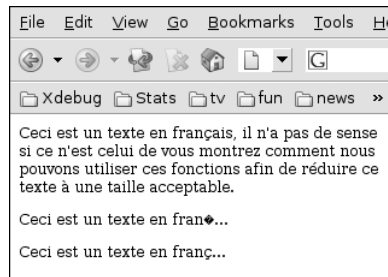 File Edit View Go Bookmarks Tools He
G
Xdebug Stats tv fun news »
Ceci est un texte en français, il n'a pas de sense
si ce n'est celui de vous montrez comment nous
pouvons utiliser ces fonctions afin de réduire ce
texte à une taille acceptable.
Ceci est un texte en fran�...
Ceci est un texte en franç...